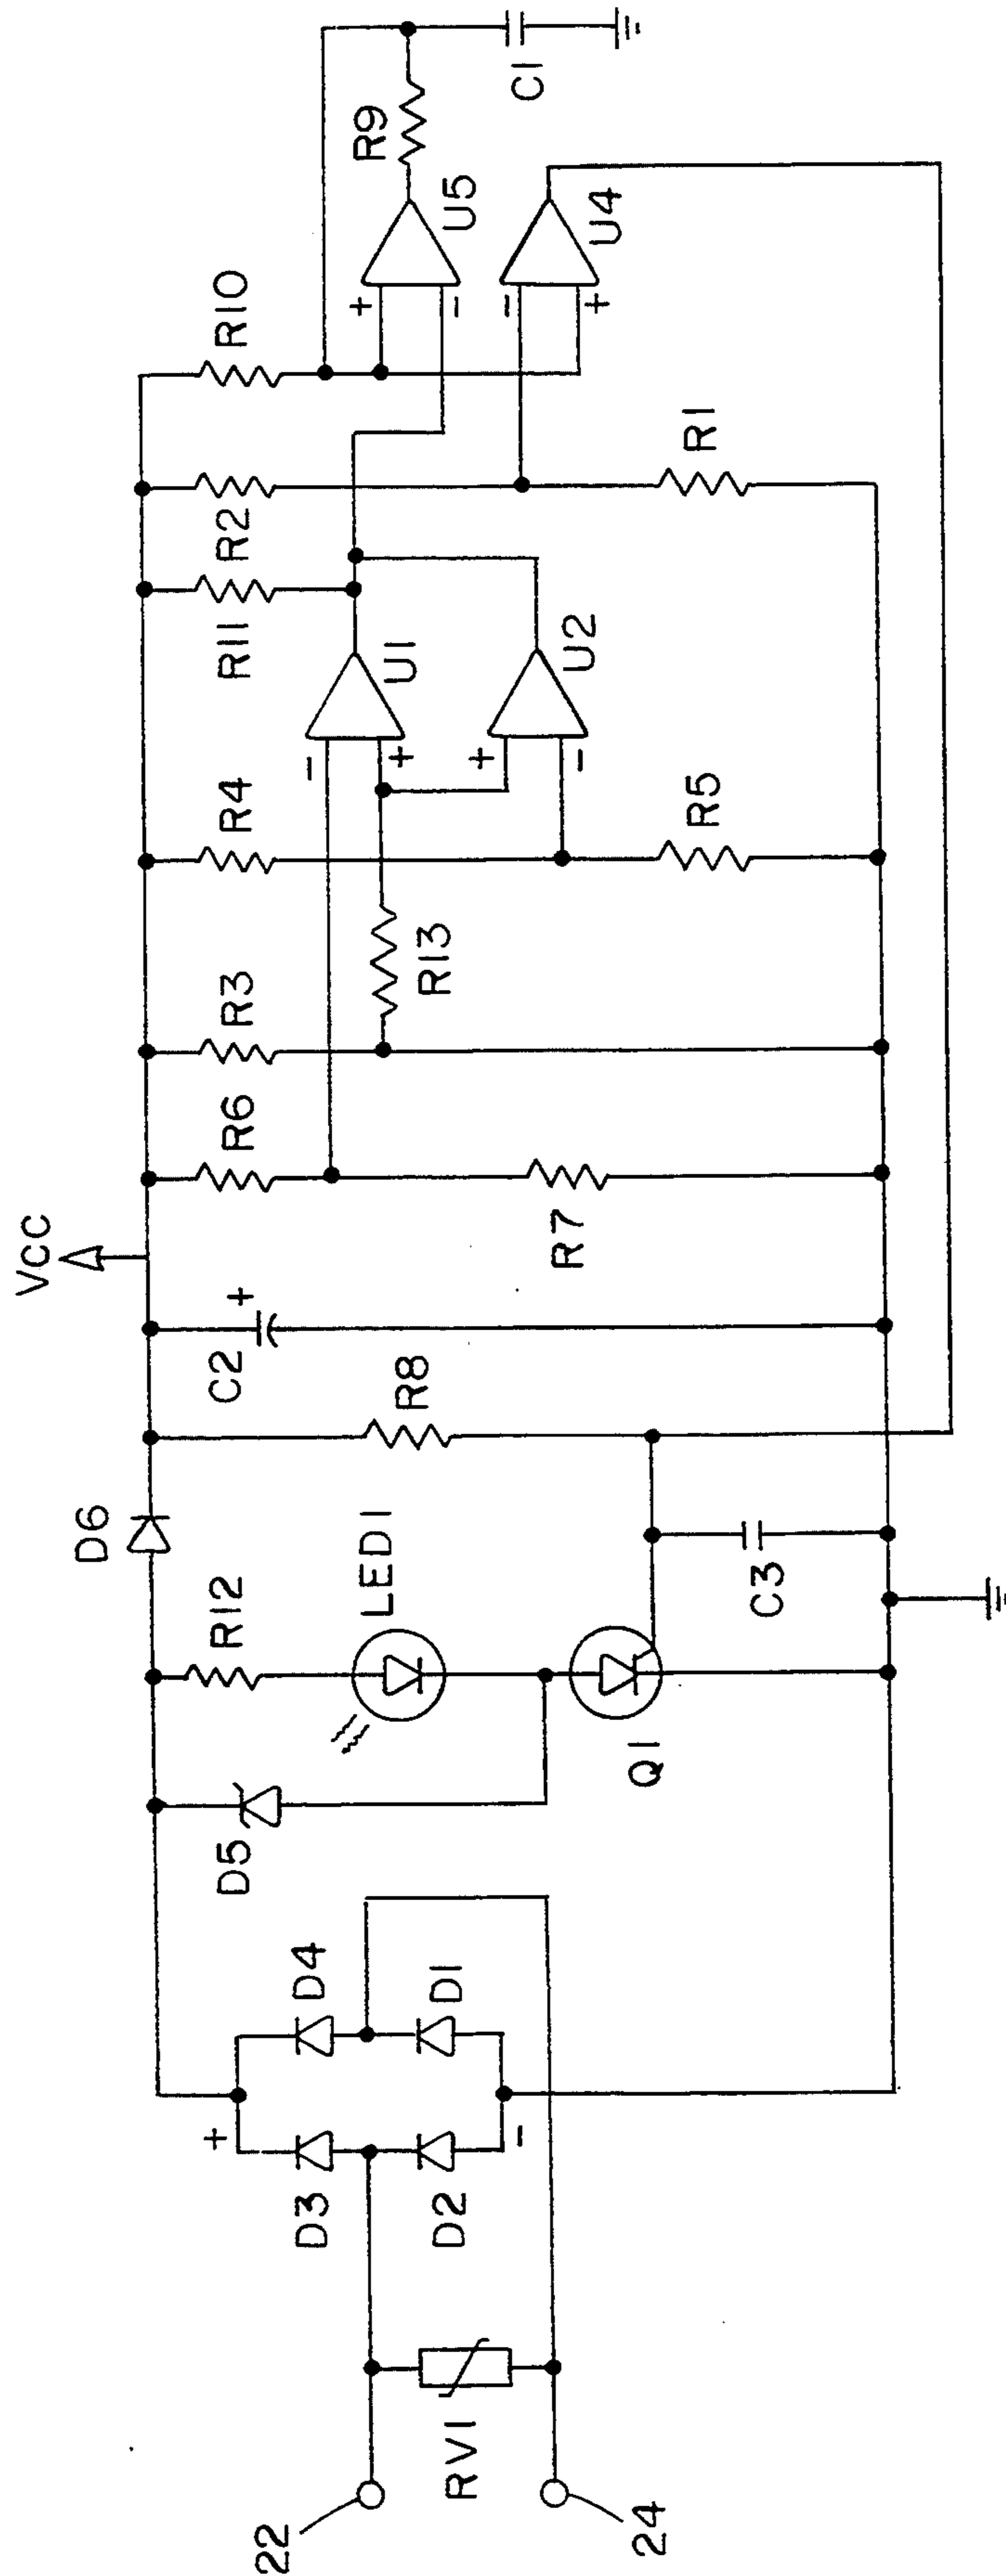 VCC
D6
R12
LED1
C2
+
R8
R6
R3
R4
R11
R2
R10
R9
C1
+
-
U5
-
+
U4
-
+
U1
+
-
U2
R13
R7
R5
R1
D5
Q1
C3
+
D3
D4
D2
D1
-
22
RV1
24